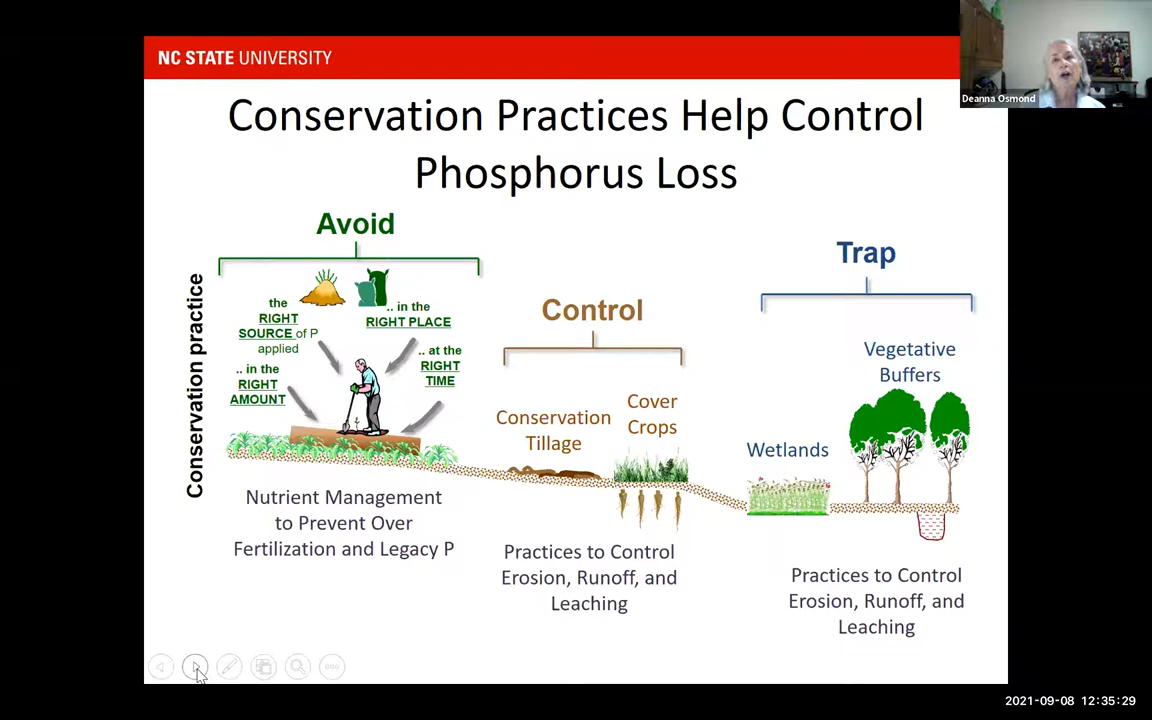 NC STATE UNIVERSITY
Deanna Osmond
Conservation Practices Help Control
Phosphorus Loss
Conservation practice
Avoid
the
RIGHT
SOURCE of P
applied
.. in the
RIGHT PLACE
.. at the
RIGHT
TIME
.. in the
RIGHT
AMOUNT
Nutrient Management
to Prevent Over
Fertilization and Legacy P
Control
Conservation
Tillage
Cover
Crops
Practices to Control
Erosion, Runoff, and
Leaching
Trap
Vegetative
Buffers
Wetlands
Practices to Control
Erosion, Runoff, and
Leaching
2021-09-08 12:35:29